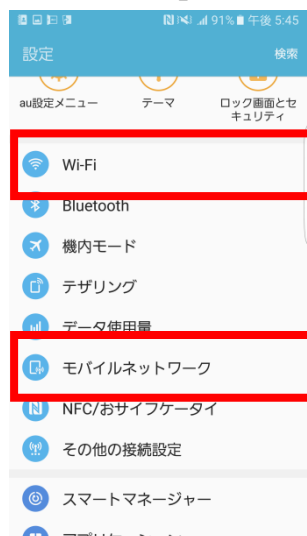 91% 午後 5:45
設定 検索
au設定メニュー テーマ ロック画面とセキュリティ
Wi-Fi
Bluetooth
機内モード
テザリング
データ使用量
モバイルネットワーク
NFC/おサイフケータイ
その他の接続設定
スマートマネージャー